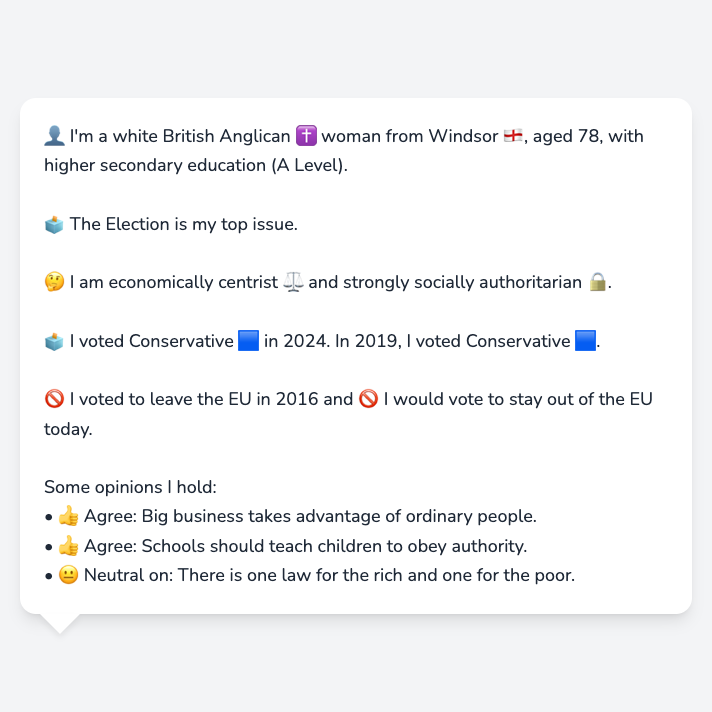 👤 I'm a white British Anglican ✝️ woman from Windsor 🏴󠁧󠁢󠁥󠁮󠁧󠁿, aged 78, with
higher secondary education (A Level).
🗳️ The Election is my top issue.
🤔 I am economically centrist ⚖️ and strongly socially authoritarian 🔒.
🗳️ I voted Conservative 🟦 in 2024. In 2019, I voted Conservative 🟦.
🚫 I voted to leave the EU in 2016 and 🚫 I would vote to stay out of the EU
today.
Some opinions I hold:
• 👍 Agree: Big business takes advantage of ordinary people.
• 👍 Agree: Schools should teach children to obey authority.
• 😐 Neutral on: There is one law for the rich and one for the poor.